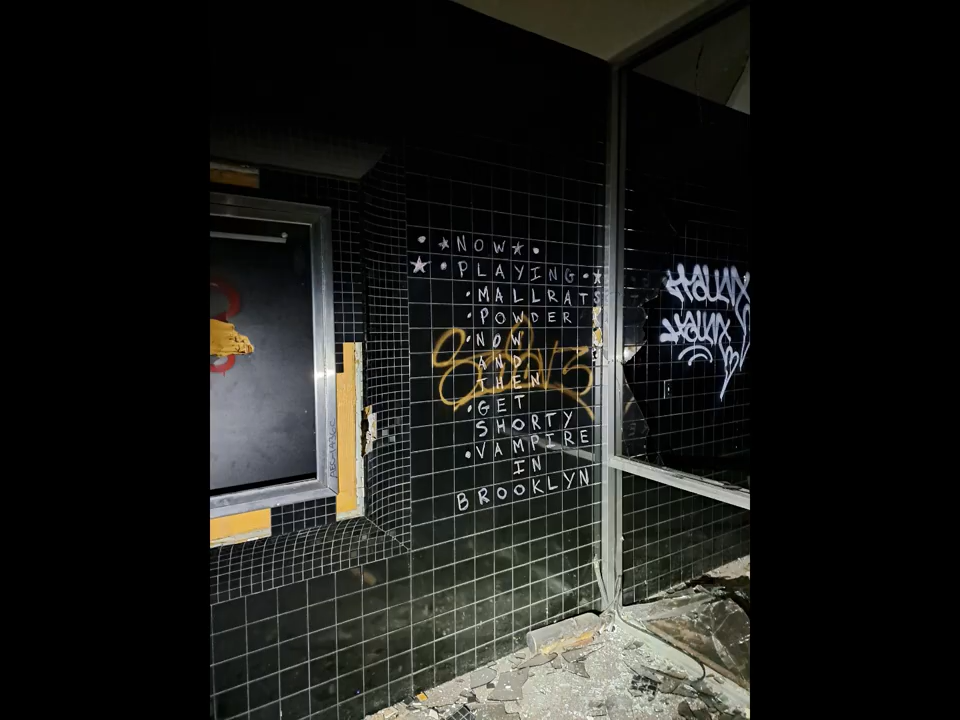 NOW
PLAYING
MALLRATS
POWDER
NOW
AND
THEN
GET
SHORTY
VAMPIRE
IN
BROOKLYN